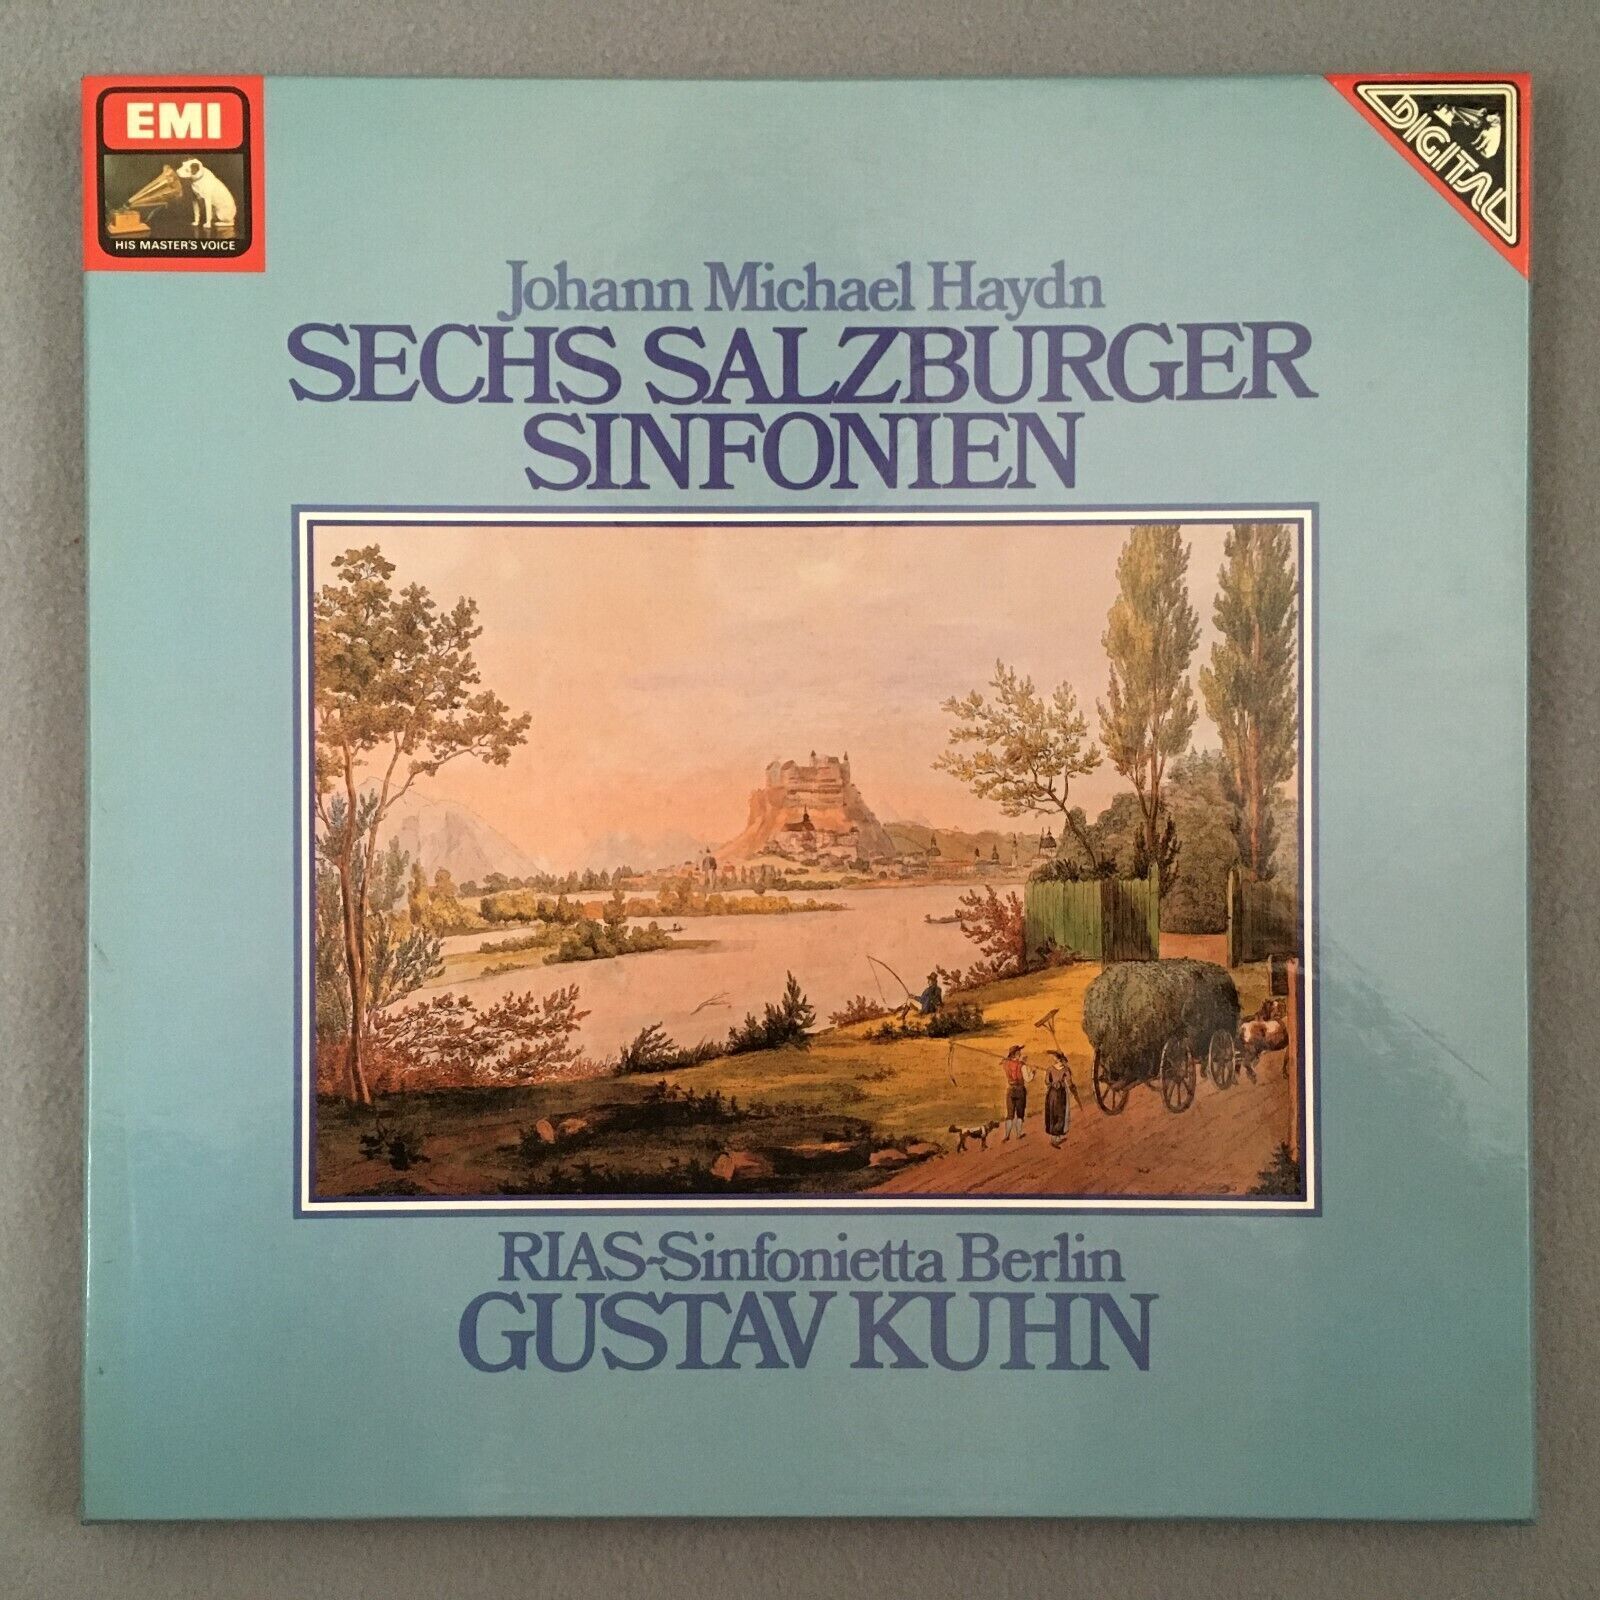 EMI
HIS MASTER'S VOICE
DIGITAL
Johann Michael Haydn
SECHS SALZBURGER
SINFONIEN
RIAS-Sinfonietta Berlin
GUSTAV KUHN